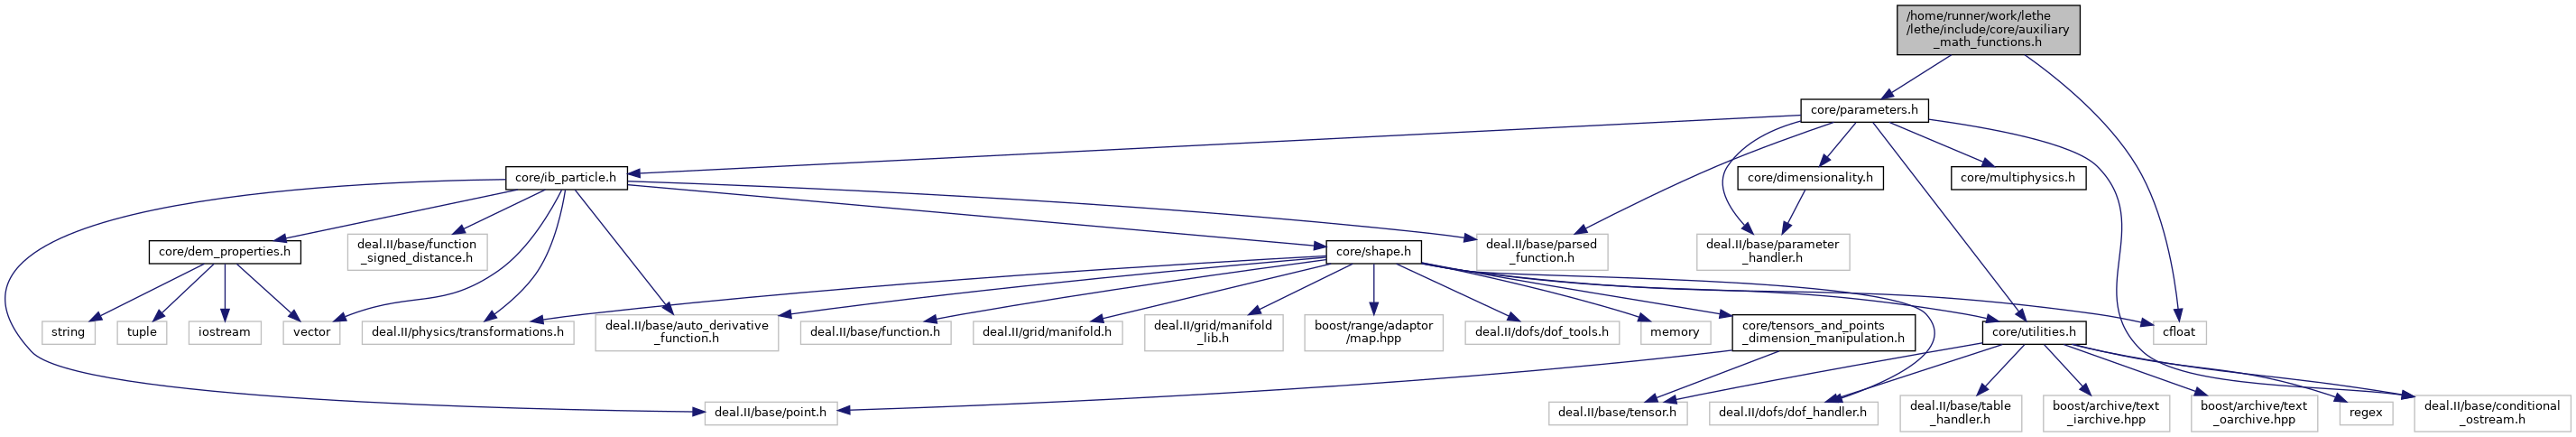 /home/runner/work/lethe
/lethe/include/core/auxiliary
_math_functions.h
core/parameters.h
core/ib_particle.h
core/dimensionality.h
core/multiphysics.h
core/dem_properties.h
deal.II/base/function
_signed_distance.h
core/shape.h
deal.II/base/parsed
_function.h
deal.II/base/parameter
_handler.h
string
tuple
iostream
vector
deal.II/physics/transformations.h
deal.II/base/auto_derivative
_function.h
deal.II/base/function.h
deal.II/grid/manifold.h
deal.II/grid/manifold
_lib.h
boost/range/adaptor
/map.hpp
deal.II/dofs/dof_tools.h
memory
core/tensors_and_points
_dimension_manipulation.h
core/utilities.h
cfloat
deal.II/base/point.h
deal.II/base/tensor.h
deal.II/dofs/dof_handler.h
deal.II/base/table
_handler.h
boost/archive/text
_iarchive.hpp
boost/archive/text
_oarchive.hpp
regex
deal.II/base/conditional
_ostream.h